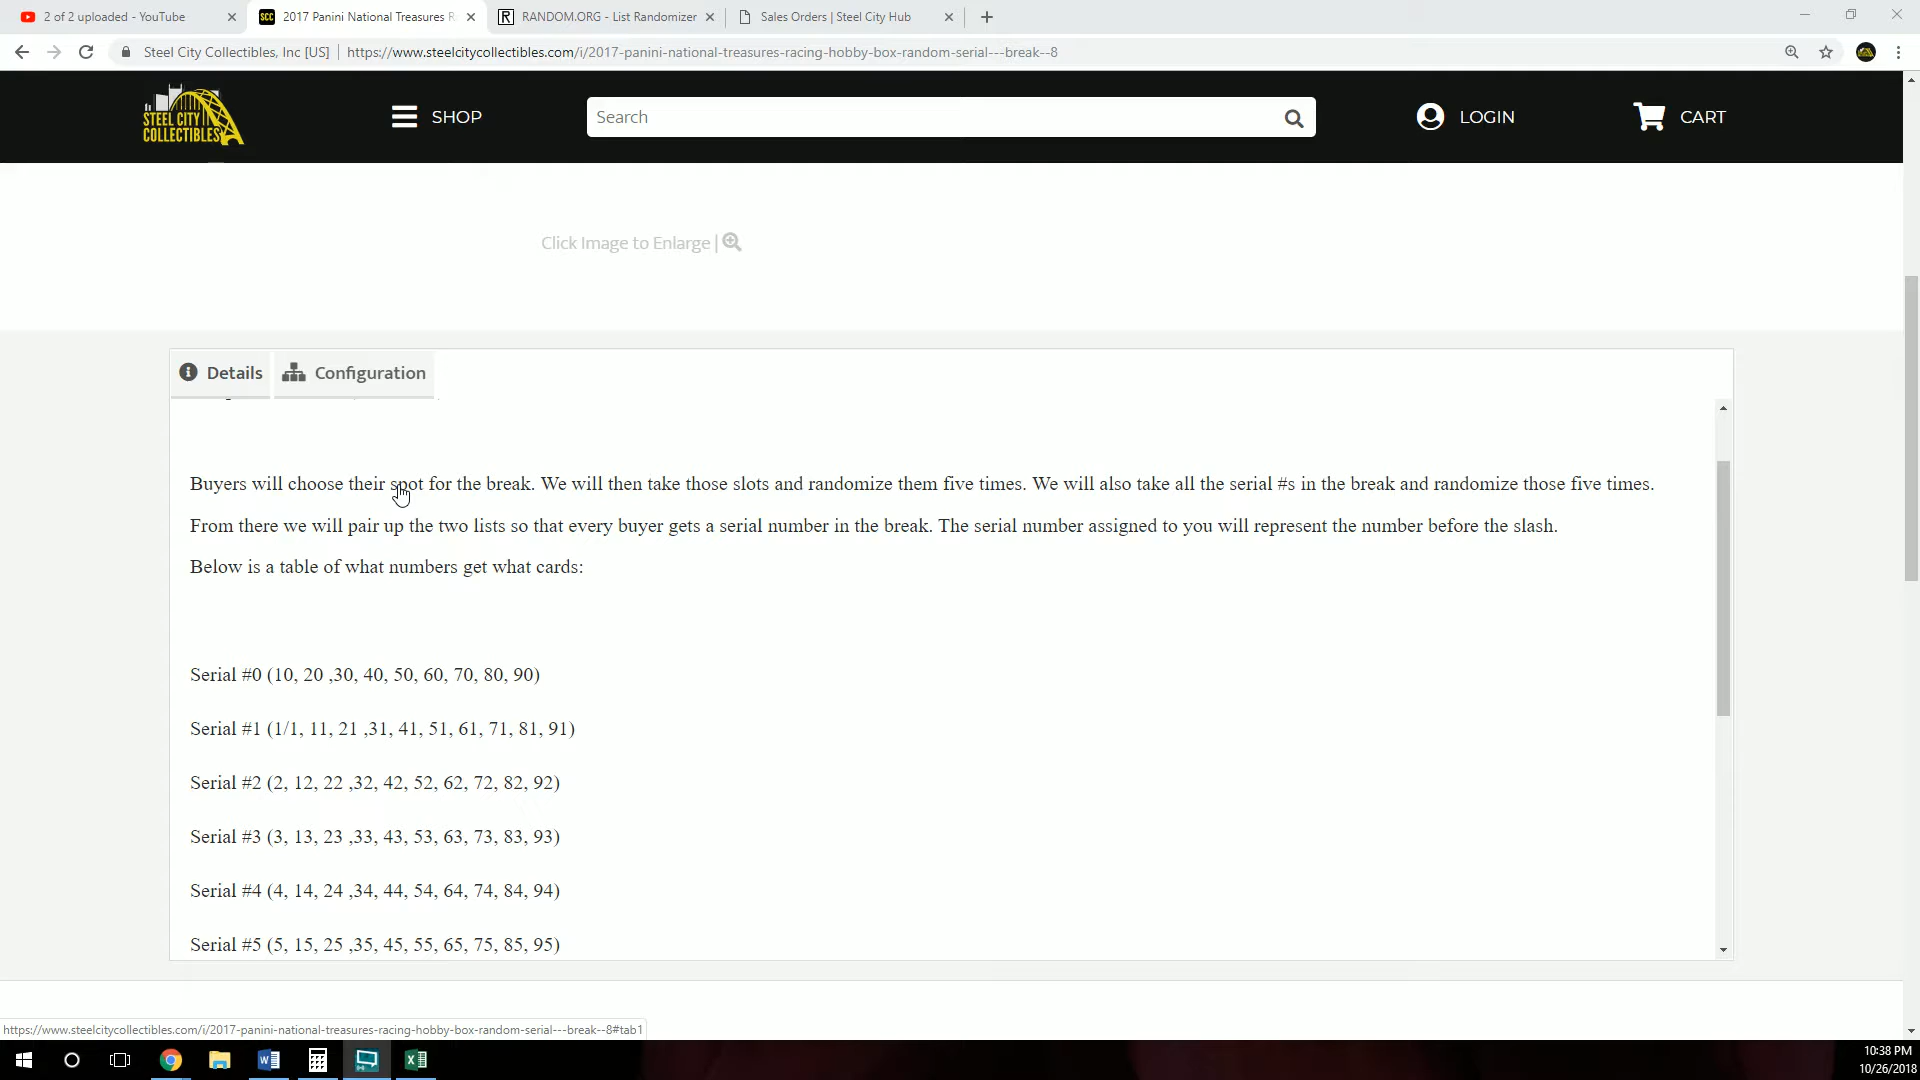 2 of 2 uploaded - YouTube
2017 Panini National Treasures R
RANDOM.ORG - List Randomizer
Sales Orders | Steel City Hub
Steel City Collectibles, Inc [US] | https://www.steelcitycollectibles.com/i/2017-panini-national-treasures-racing-hobby-box-random-serial---break--8
STEEL CITY
COLLECTIBLES
SHOP
Search
LOGIN
CART
Click Image to Enlarge |
Details
Configuration
Buyers will choose their spot for the break. We will then take those slots and randomize them five times. We will also take all the serial #s in the break and randomize those five times.
From there we will pair up the two lists so that every buyer gets a serial number in the break. The serial number assigned to you will represent the number before the slash.
Below is a table of what numbers get what cards:
Serial #0 (10, 20 ,30, 40, 50, 60, 70, 80, 90)
Serial #1 (1/1, 11, 21 ,31, 41, 51, 61, 71, 81, 91)
Serial #2 (2, 12, 22 ,32, 42, 52, 62, 72, 82, 92)
Serial #3 (3, 13, 23 ,33, 43, 53, 63, 73, 83, 93)
Serial #4 (4, 14, 24 ,34, 44, 54, 64, 74, 84, 94)
Serial #5 (5, 15, 25 ,35, 45, 55, 65, 75, 85, 95)
https://www.steelcitycollectibles.com/i/2017-panini-national-treasures-racing-hobby-box-random-serial---break--8#tab1
10:38 PM
10/26/2018